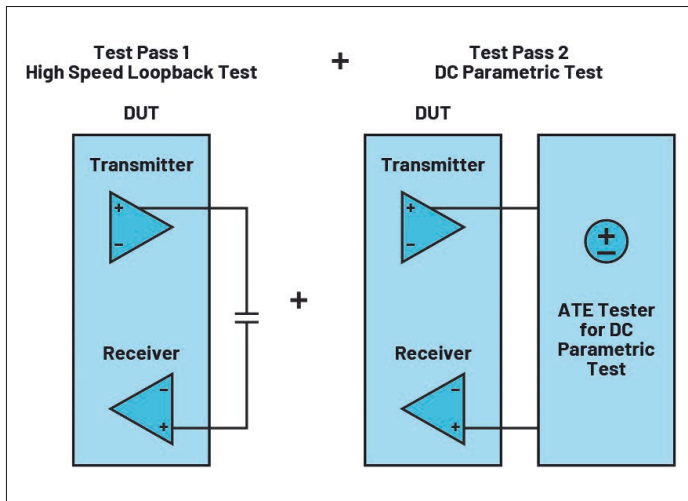 Test Pass 1
High Speed Loopback Test
+
Test Pass 2
DC Parametric Test
DUT
Transmitter
+
−
Receiver
−
+
+
DUT
Transmitter
+
−
Receiver
−
+
+
−
ATE Tester
for DC
Parametric
Test